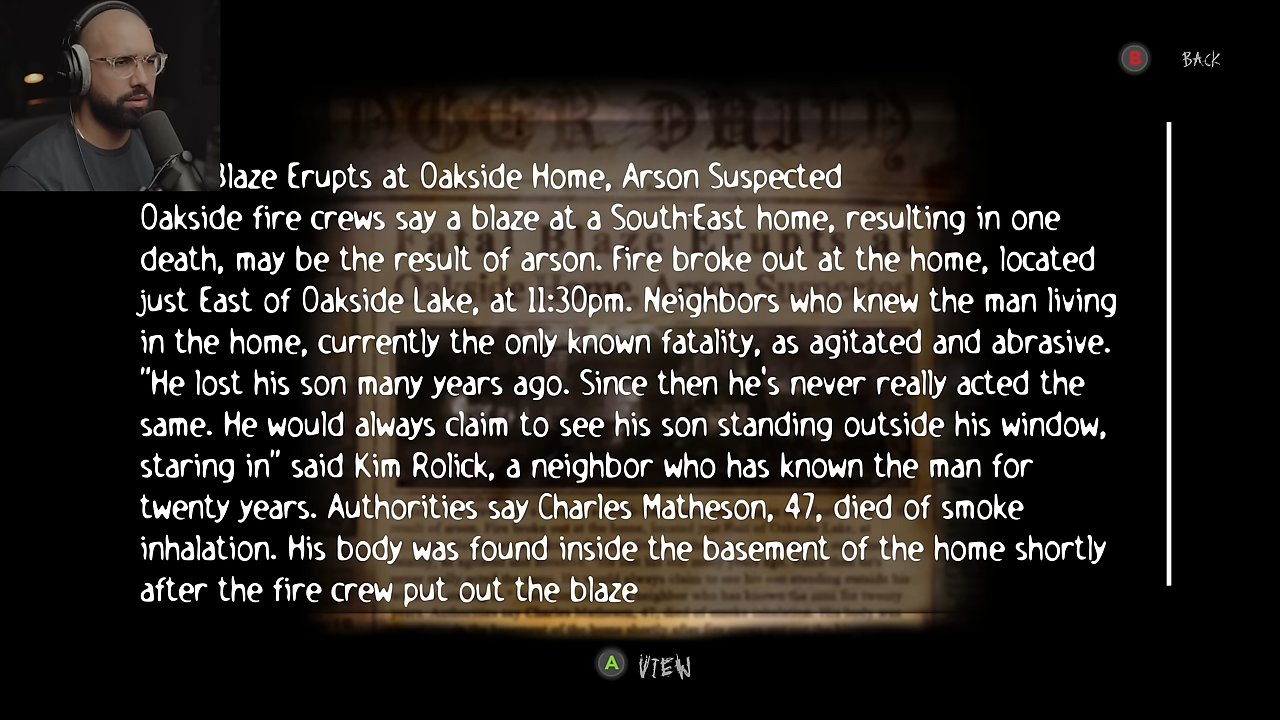 B BACK
NGER DAILY
Blaze Erupts at Oakside Home, Arson Suspected
Oakside fire crews say a blaze at a South-East home, resulting in one
death, may be the result of arson. Fire broke out at the home, located
just East of Oakside Lake, at 11:30pm. Neighbors who knew the man living
in the home, currently the only known fatality, as agitated and abrasive.
"He lost his son many years ago. Since then he's never really acted the
same. He would always claim to see his son standing outside his window,
staring in" said Kim Rolick, a neighbor who has known the man for
twenty years. Authorities say Charles Matheson, 47, died of smoke
inhalation. His body was found inside the basement of the home shortly
after the fire crew put out the blaze
A VIEW